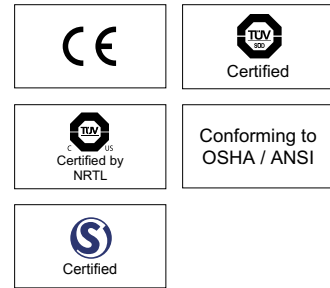 CE
TÜV
SÜD
Certified
TÜV
C US
Certified by
NRTL
Conforming to
OSHA / ANSI
S
Certified